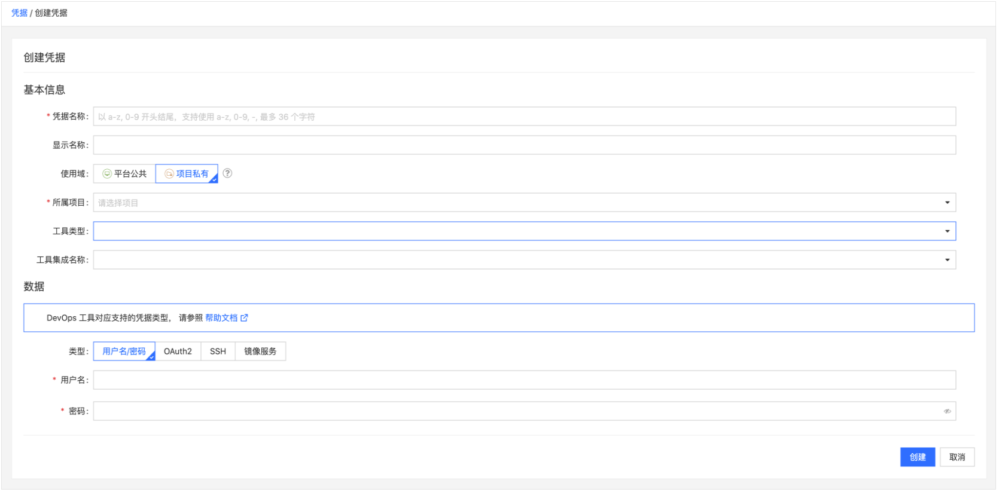 凭据 / 创建凭据
创建凭据
基本信息
* 凭据名称: 以 a-z, 0-9 开头结尾，支持使用 a-z, 0-9, -, 最多 36 个字符
显示名称:
使用域: 平台公共 项目私有 ?
* 所属项目: 请选择项目
工具类型:
工具集成名称:
数据
DevOps 工具对应支持的凭据类型， 请参照 帮助文档
类型: 用户名/密码 OAuth2 SSH 镜像服务
* 用户名:
* 密码:
创建 取消